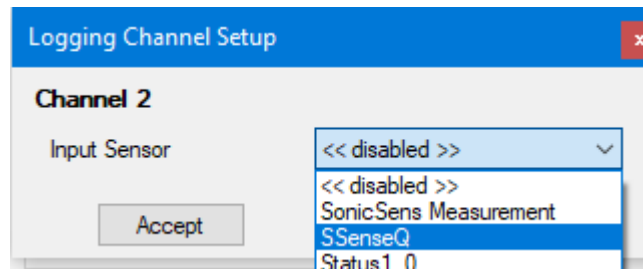 Logging Channel Setup
Channel 2
Input Sensor << disabled >>
<< disabled >>
SonicSens Measurement
Accept
SSenseQ
Status1_0